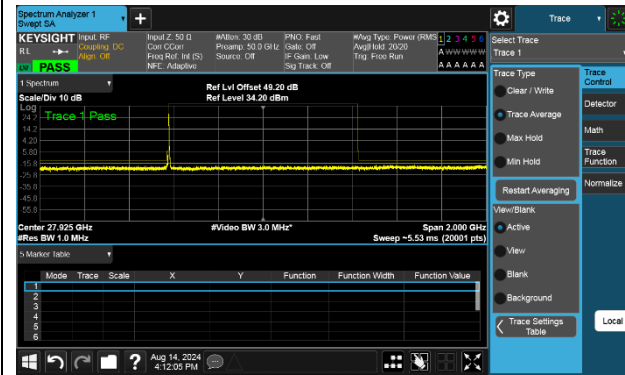 Spectrum Analyzer 1
Swept SA
+
Trace
KEYSIGHT
RL
PASS
Input: RF
Coupling: DC
Align: Off
Input Z: 50 Ω
Corr CCorr
Freq Ref: Int (S)
NFE: Adaptive
#Atten: 30 dB
Preamp: 50.0 GHz
Source: Off
PNO: Fast
Gate: Off
IF Gain: Low
Sig Track: Off
#Avg Type: Power (RMS
Avg|Hold: 20/20
Trig: Free Run
1 2 3 4 5 6
A W W W W W
A A A A A A
Select Trace
Trace 1
1 Spectrum
Scale/Div 10 dB
Ref Lvl Offset 49.20 dB
Ref Level 34.20 dBm
Log
Trace 1 Pass
24.2
14.2
4.20
-5.80
-15.8
-25.8
-35.8
-45.8
-55.8
Center 27.925 GHz
#Res BW 1.0 MHz
#Video BW 3.0 MHz*
Span 2.000 GHz
Sweep ~5.53 ms (20001 pts)
5 Marker Table
Mode Trace Scale X Y Function Function Width Function Value
1
2
3
4
5
6
Trace Type
Clear / Write
Trace Average
Max Hold
Min Hold
Restart Averaging
View/Blank
Active
View
Blank
Background
Trace Settings
Table
Trace
Control
Detector
Math
Trace
Function
Normalize
Local
?
Aug 14, 2024
4:12:05 PM